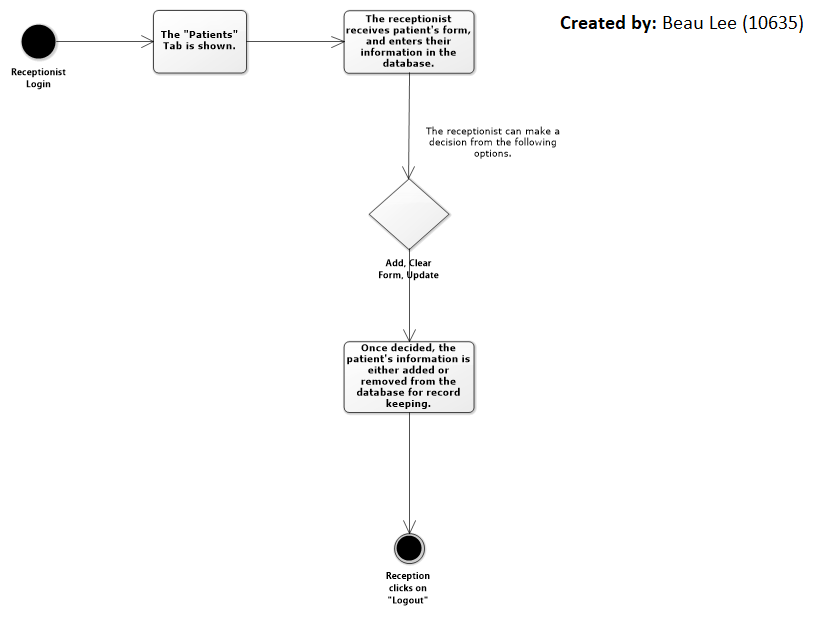 Created by: Beau Lee (10635)
Receptionist
Login
The "Patients"
Tab is shown.
The receptionist
receives patient's form,
and enters their
information in the
database.
The receptionist can make a
decision from the following
options.
Add, Clear
Form, Update
Once decided, the
patient's information is
either added or
removed from the
database for record
keeping.
Reception
clicks on
"Logout"